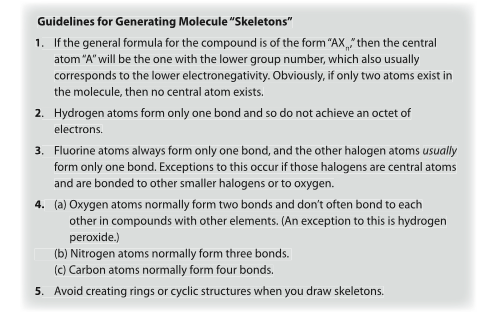 Guidelines for Generating Molecule “Skeletons”
1. If the general formula for the compound is of the form “AXn,” then the central
atom “A” will be the one with the lower group number, which also usually
corresponds to the lower electronegativity. Obviously, if only two atoms exist in
the molecule, then no central atom exists.
2. Hydrogen atoms form only one bond and so do not achieve an octet of
electrons.
3. Fluorine atoms always form only one bond, and the other halogen atoms usually
form only one bond. Exceptions to this occur if those halogens are central atoms
and are bonded to other smaller halogens or to oxygen.
4. (a) Oxygen atoms normally form two bonds and don’t often bond to each
other in compounds with other elements. (An exception to this is hydrogen
peroxide.)
(b) Nitrogen atoms normally form three bonds.
(c) Carbon atoms normally form four bonds.
5. Avoid creating rings or cyclic structures when you draw skeletons.